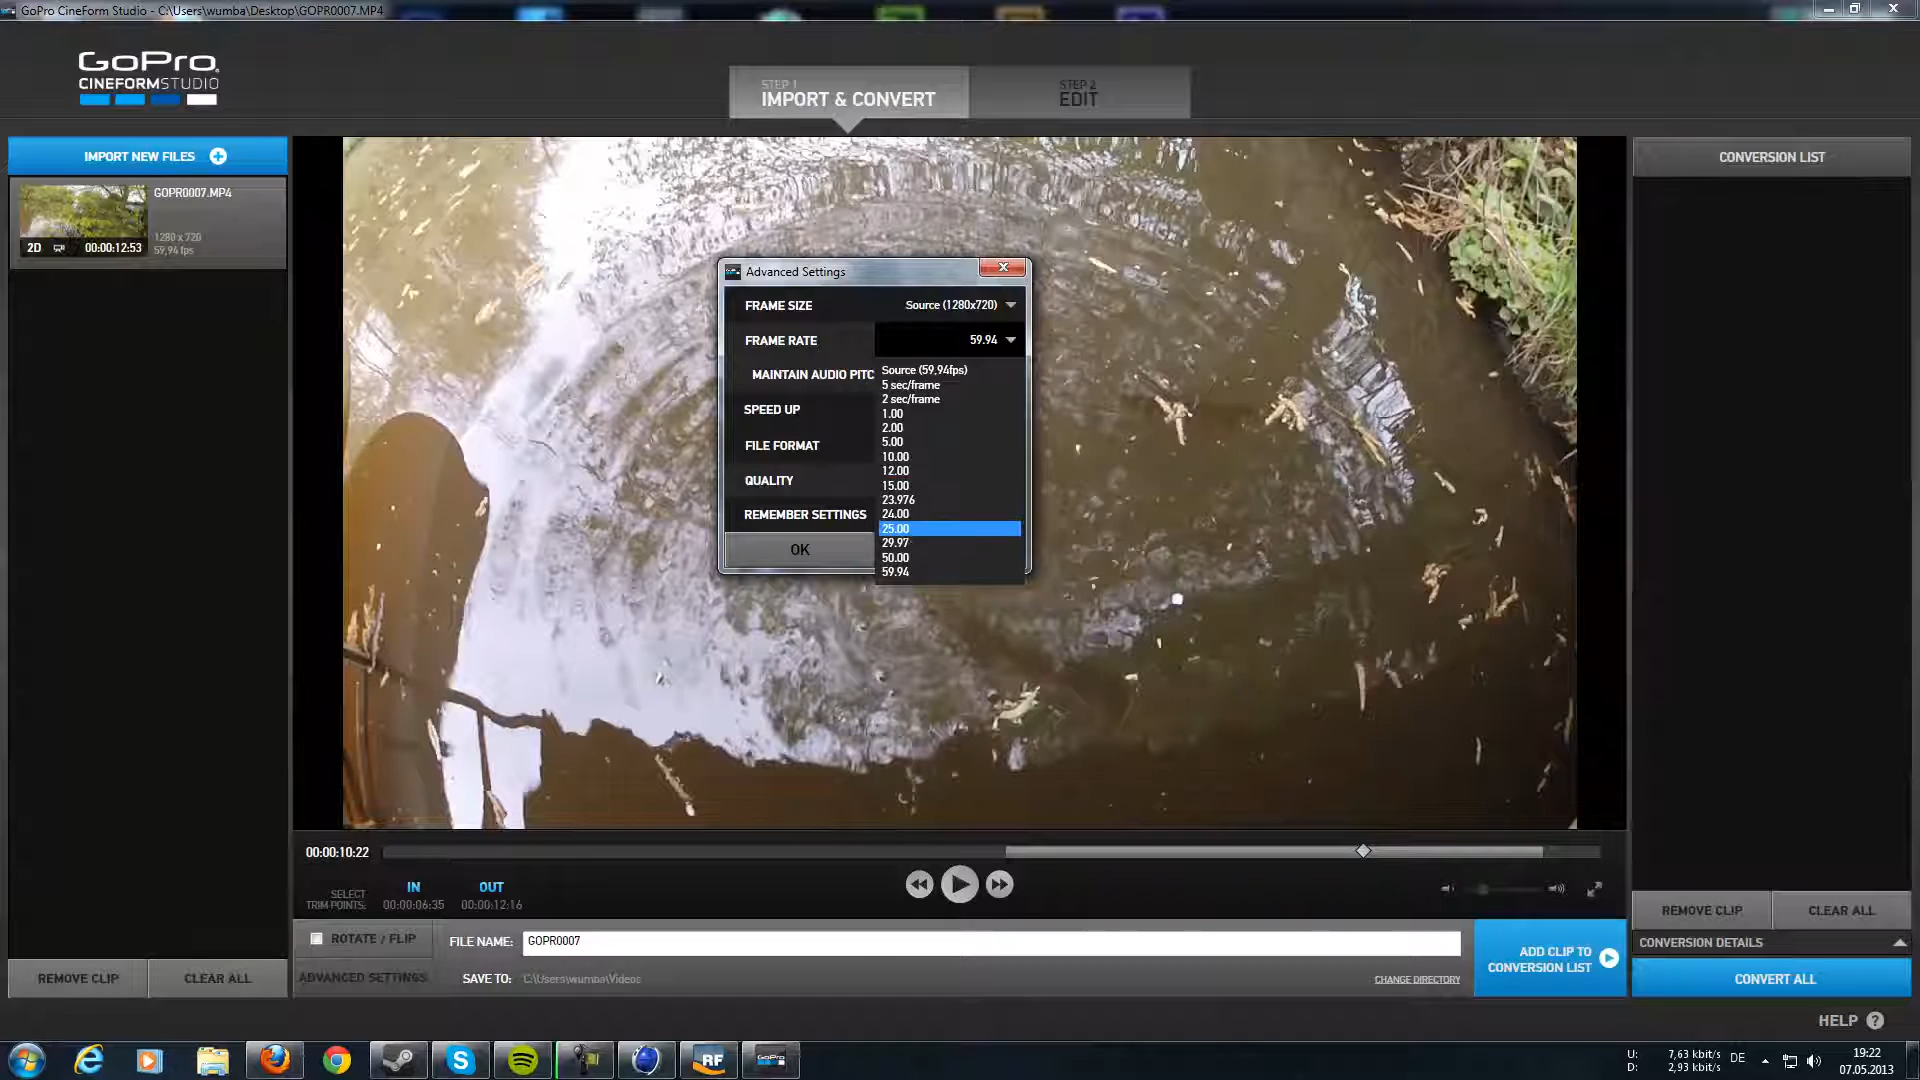 GoPro CineForm Studio - C:\Users\wumba\Desktop\GOPR0007.MP4
GoPro
CINEFORMSTUDIO
STEP 1
IMPORT & CONVERT
STEP 2
EDIT
IMPORT NEW FILES
GOPR0007.MP4
1280 x 720
59,94 fps
2D
00:00:12:53
CONVERSION LIST
Advanced Settings
FRAME SIZE
Source (1280x720)
FRAME RATE
59.94
MAINTAIN AUDIO PITC
SPEED UP
FILE FORMAT
QUALITY
REMEMBER SETTINGS
OK
Source (59,94fps)
5 sec/frame
2 sec/frame
1.00
2.00
5.00
10.00
12.00
15.00
23.976
24.00
25.00
29.97
50.00
59.94
00:00:10:22
SELECT
TRIM POINTS:
IN
00:00:06:35
OUT
00:00:12:16
ROTATE / FLIP
ADVANCED SETTINGS
FILE NAME:
GOPR0007
SAVE TO:
C:\Users\wumba\Videos
CHANGE DIRECTORY
ADD CLIP TO
CONVERSION LIST
REMOVE CLIP
CLEAR ALL
REMOVE CLIP
CLEAR ALL
CONVERSION DETAILS
CONVERT ALL
HELP ?
RF
GoPro
U: 7,63 kbit/s
D: 2,93 kbit/s
DE
19:22
07.05.2013